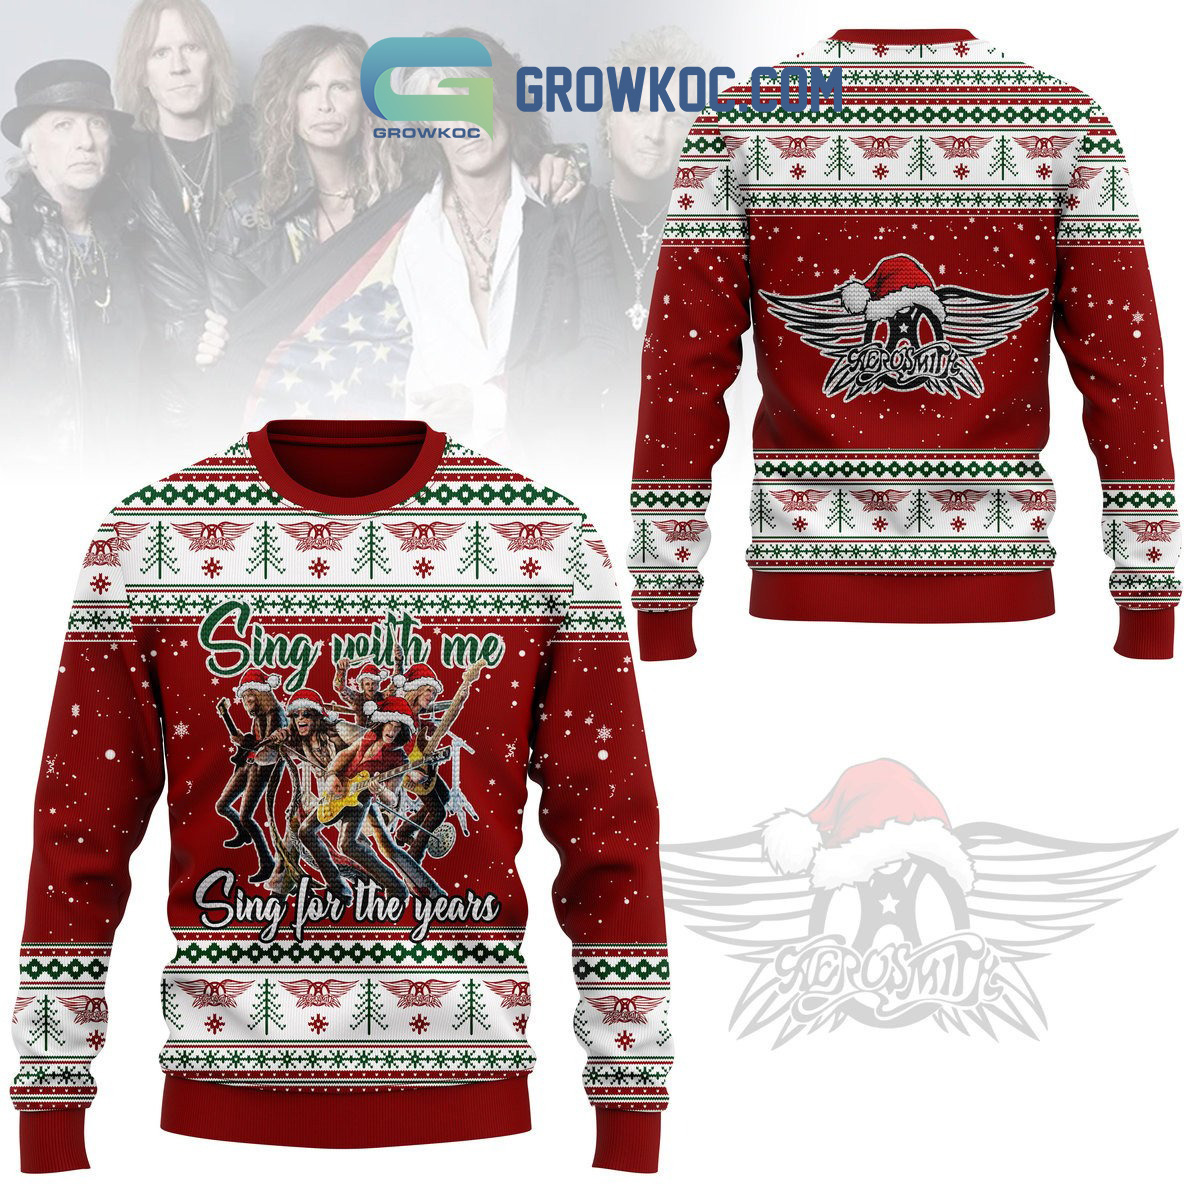 GROWKOC
GROWKOC.COM
AEROSMITH
Sing with me
Sing for the years
AEROSMITH